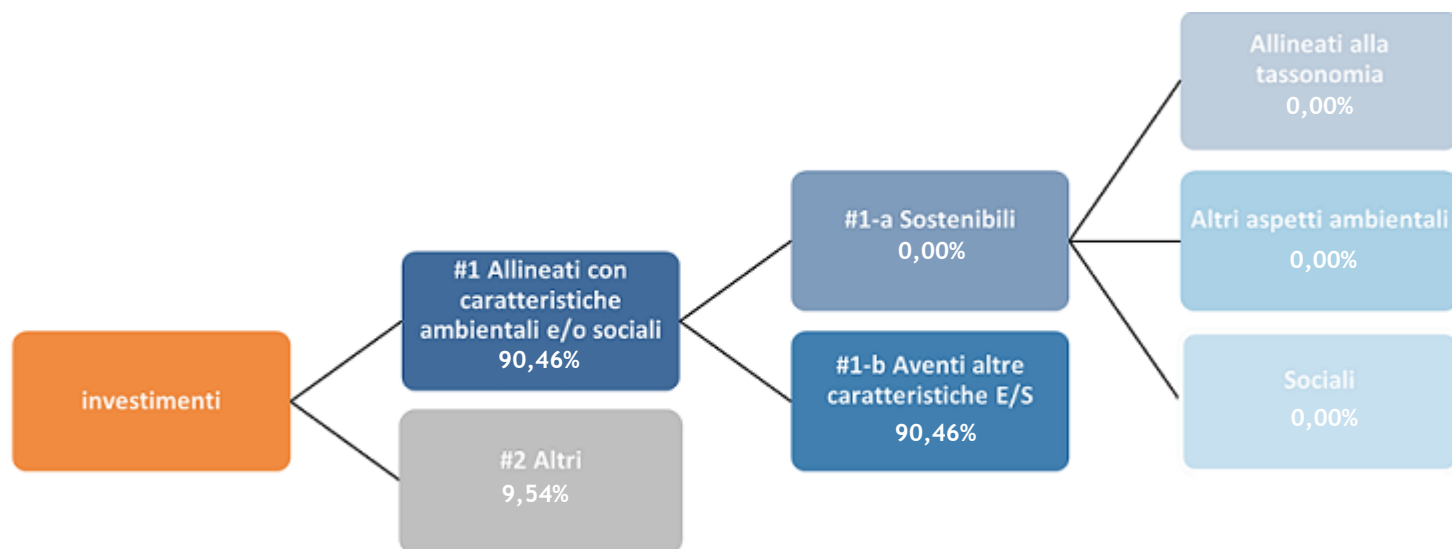 investimenti
#1 Allineati con
caratteristiche
ambientali e/o sociali
90,46%
#2 Altri
9,54%
#1-a Sostenibili
0,00%
#1-b Aventi altre
caratteristiche E/S
90,46%
Allineati alla
tassonomia
0,00%
Altri aspetti ambientali
0,00%
Sociali
0,00%